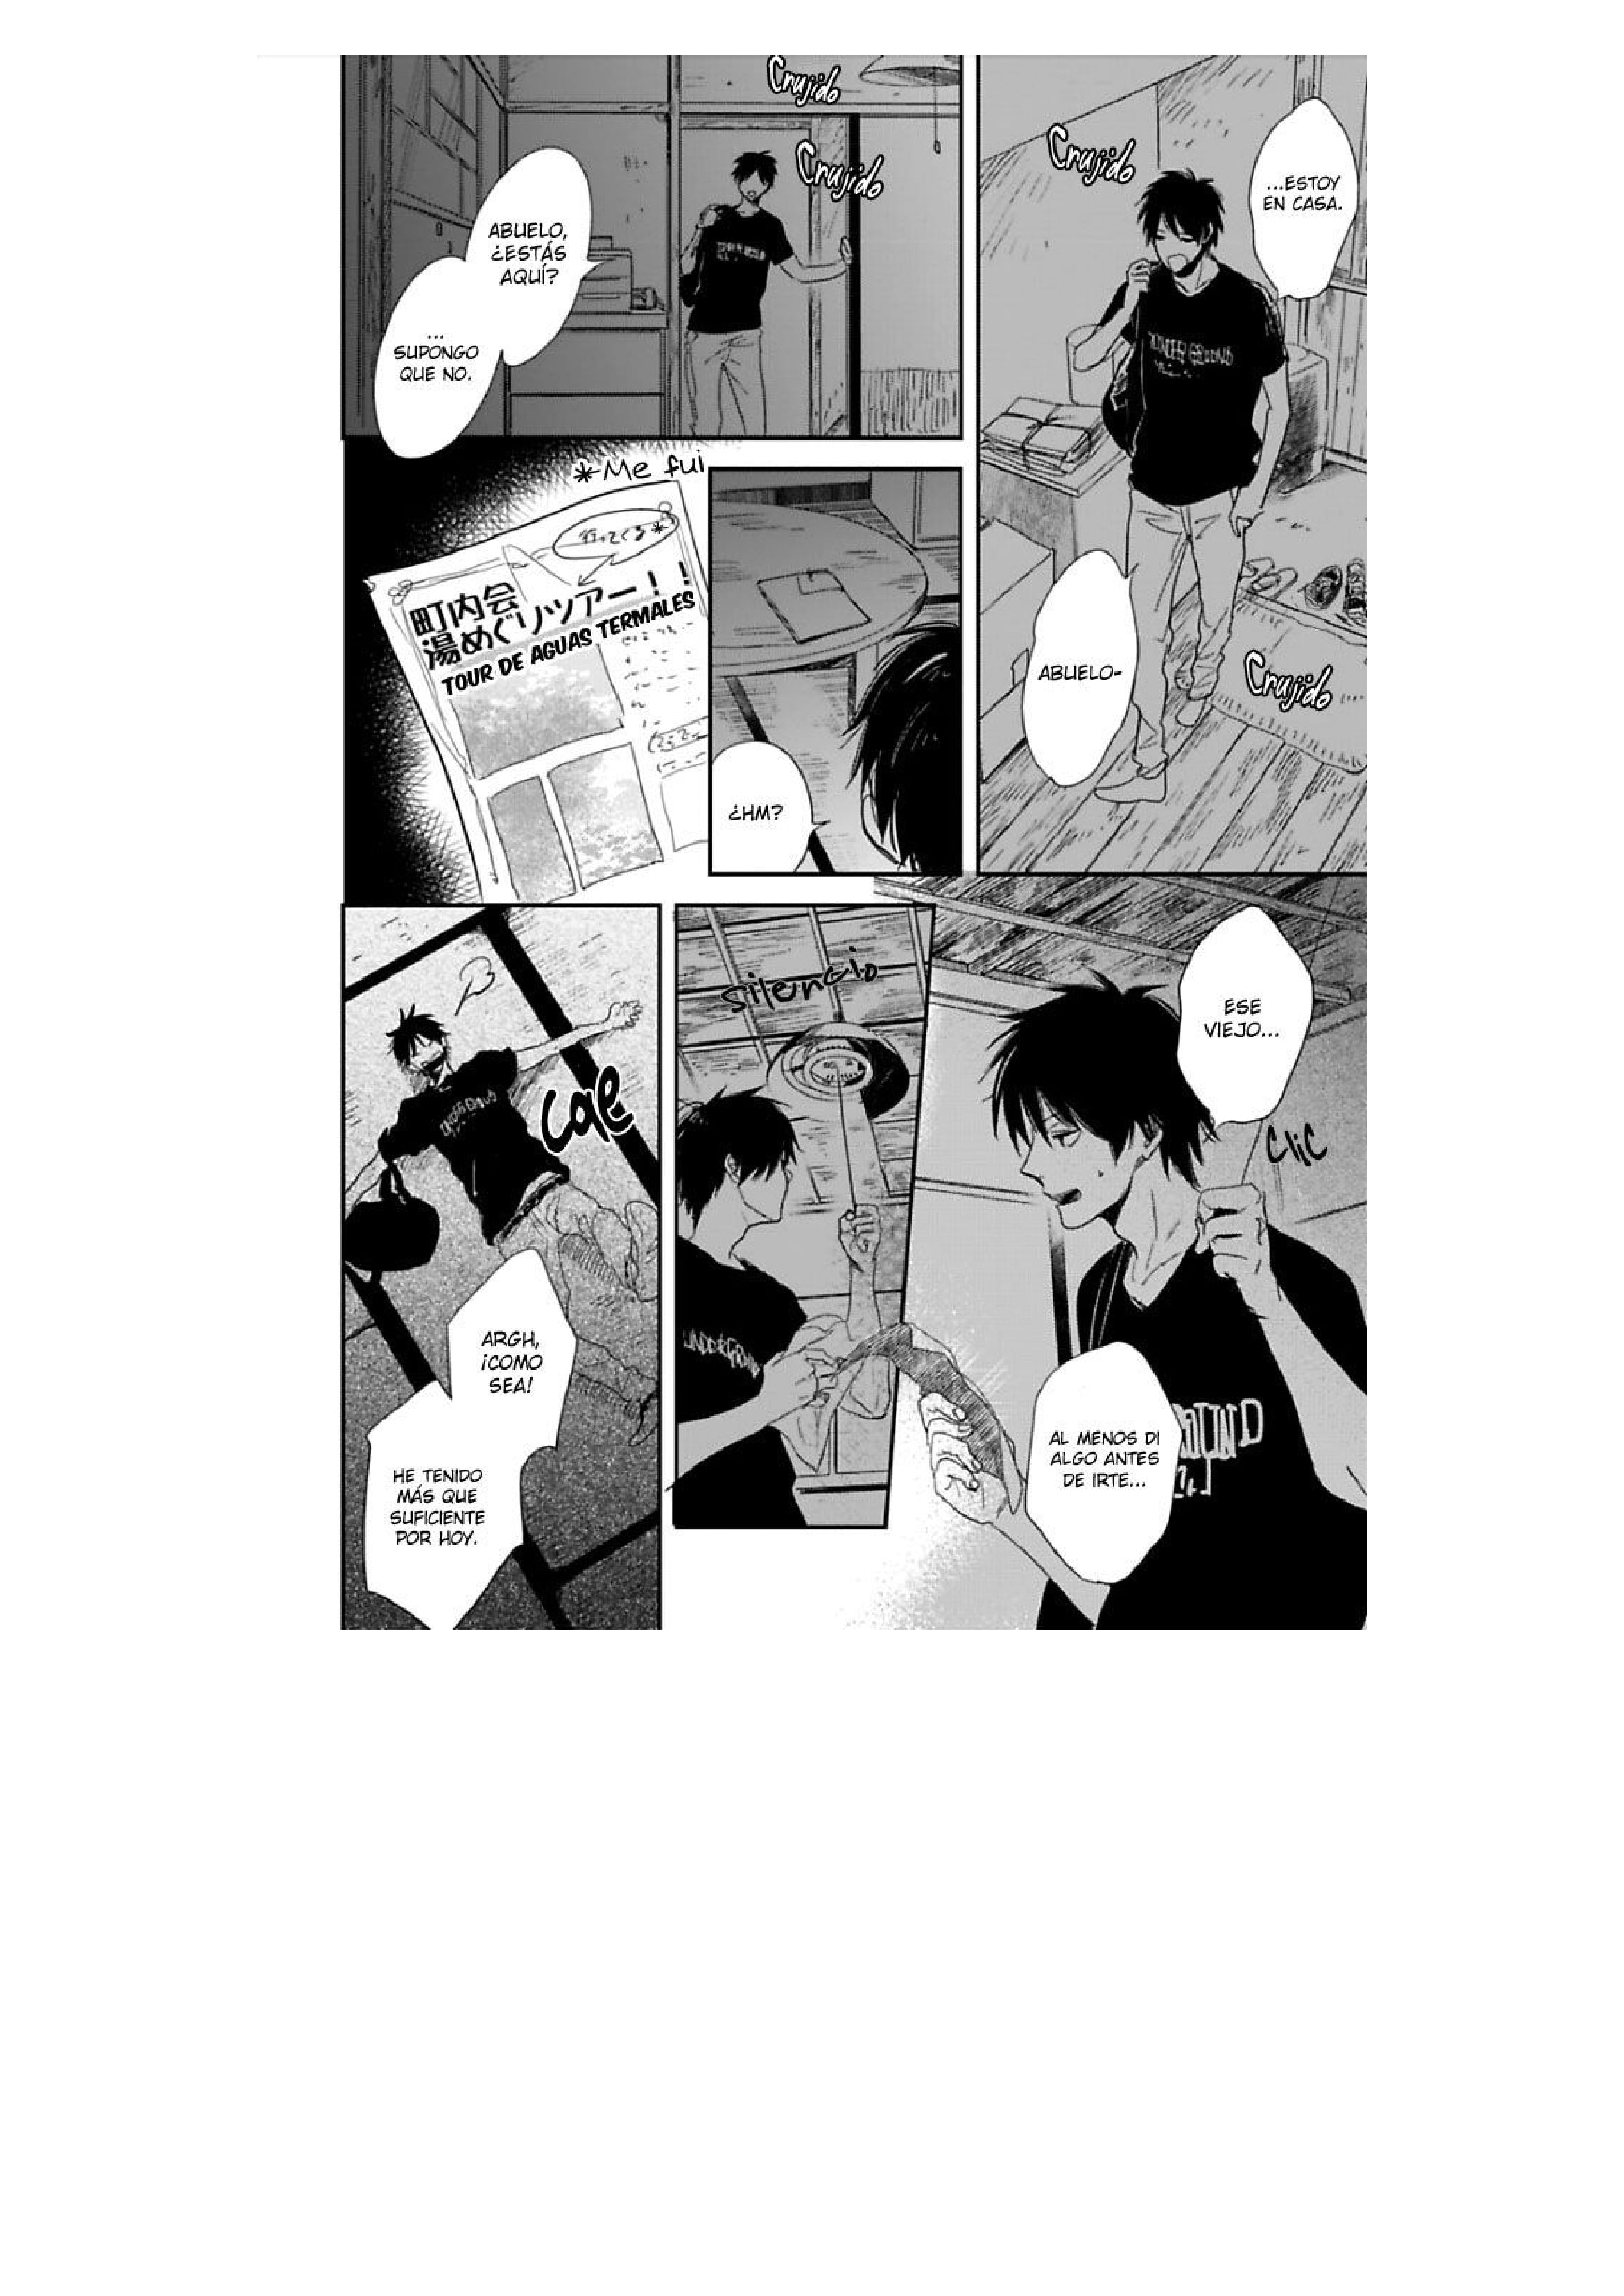 ...ESTOY
EN CASA.
Crujido
ABUELO-
Crujido
Crujido
Crujido
ABUELO,
¿ESTÁS
AQUÍ?
...
SUPONGO
QUE NO.
¿HM?
*Me fui
行ってくる*
町内会
湯めぐりツアー!!
TOUR DE AGUAS TERMALES
ESE
VIEJO...
CLIC
AL MENOS DI
ALGO ANTES
DE IRTE...
Silencio
UNDERGROUND
Cae
ARGH,
¡COMO
SEA!
HE TENIDO
MÁS QUE
SUFICIENTE
POR HOY.